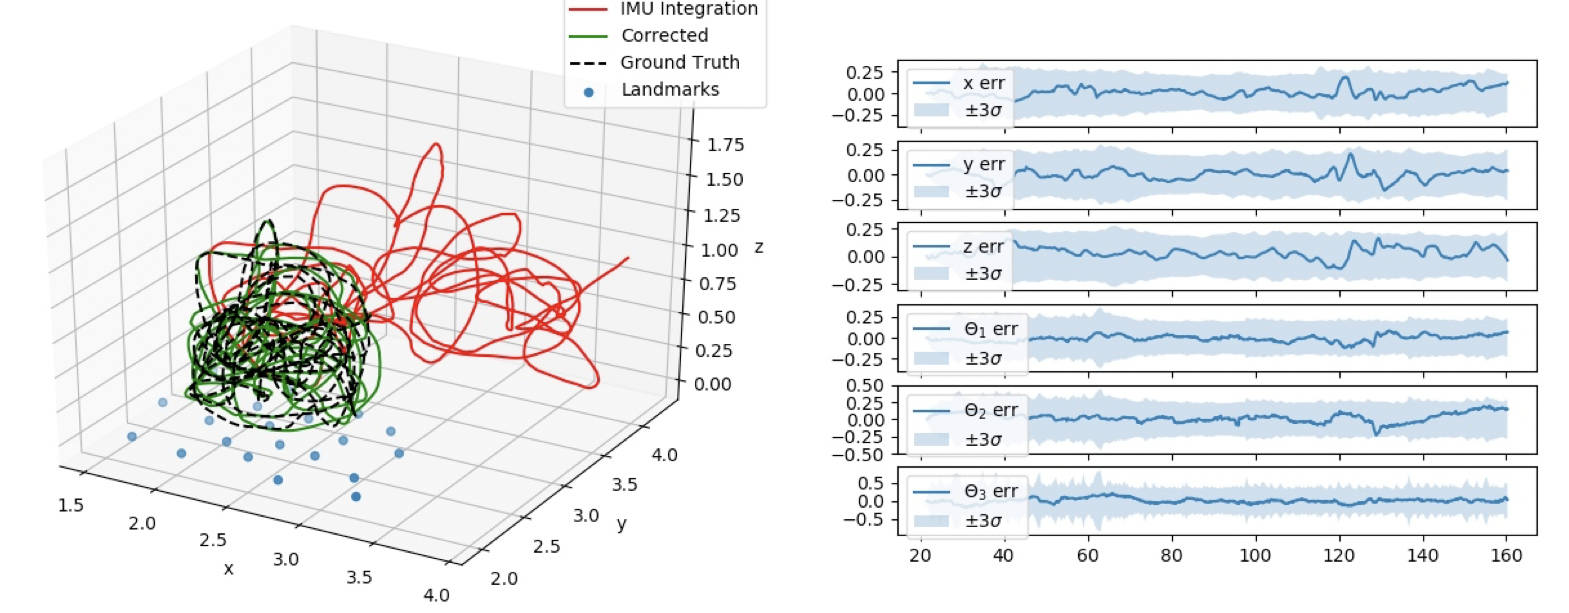 IMU Integration
Corrected
Ground Truth
Landmarks
1.75
1.50
1.25
1.00
0.75
0.50
0.25
0.00
z
4.0
3.5
3.0
2.5
2.0
y
1.5
2.0
2.5
3.0
3.5
4.0
x
0.25
0.00
−0.25
x err
±3σ
0.25
0.00
−0.25
y err
±3σ
0.25
0.00
−0.25
z err
±3σ
0.25
0.00
−0.25
Θ₁ err
±3σ
0.50
0.25
0.00
−0.25
−0.50
Θ₂ err
±3σ
0.5
0.0
−0.5
Θ₃ err
±3σ
20 40 60 80 100 120 140 160